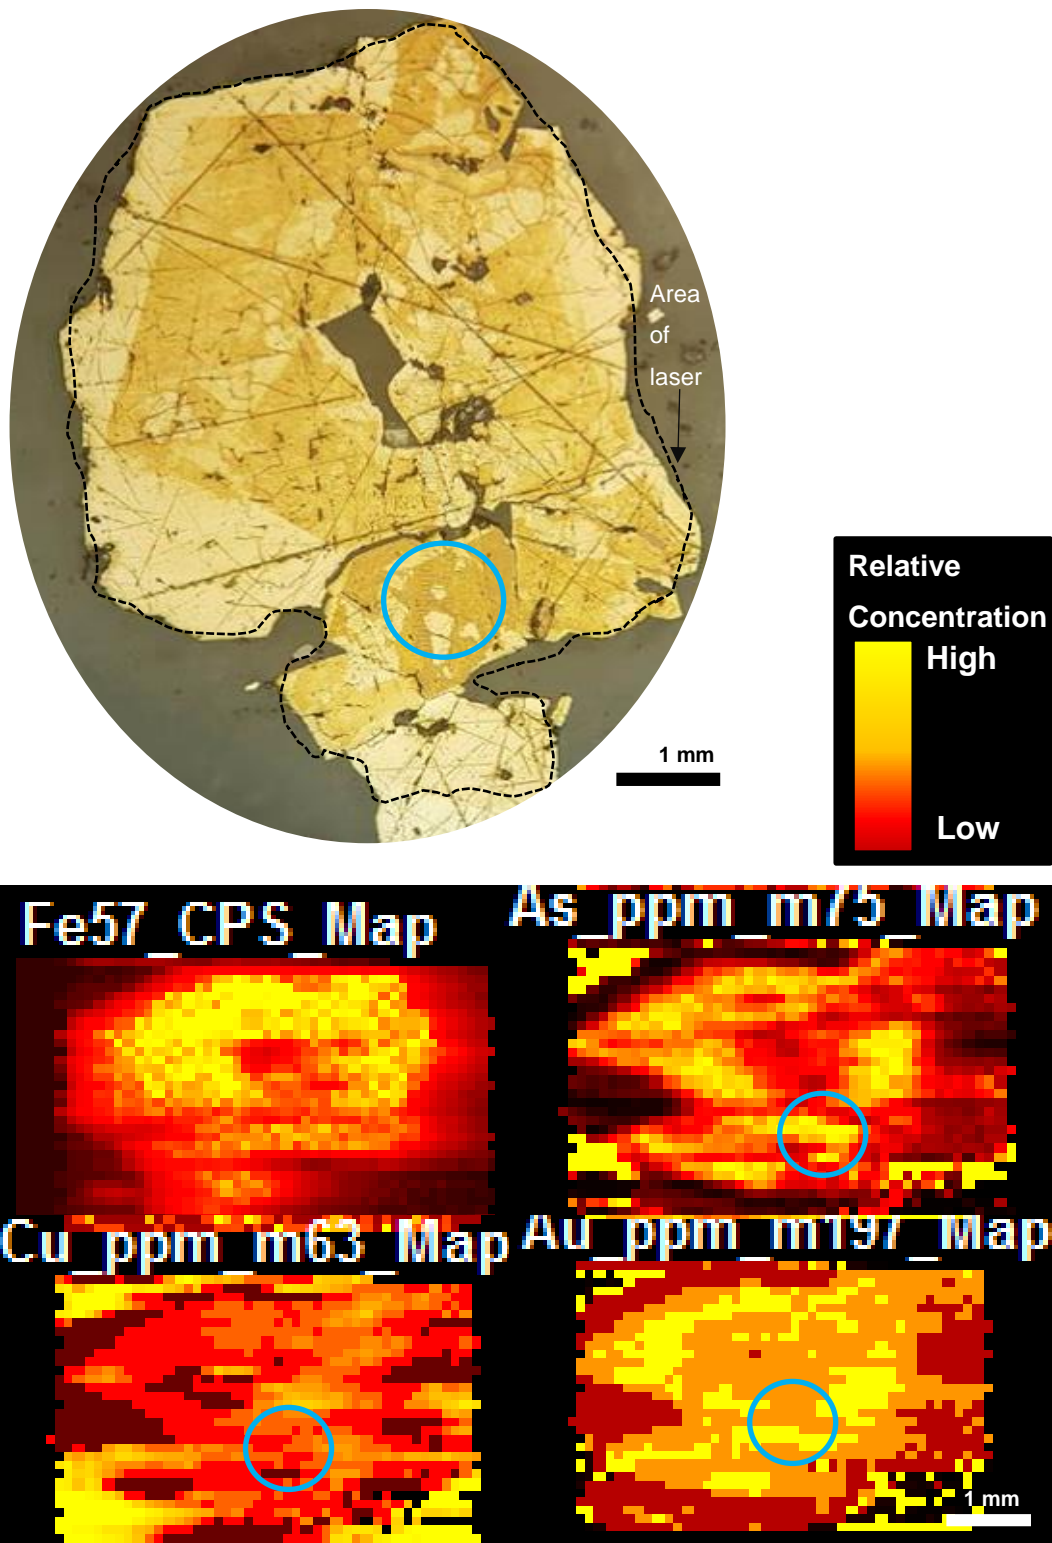 Area
of
laser
1 mm
Relative
Concentration
High
Low
Fe57_CPS_Map
As_ppm_m75_Map
Cu_ppm_m63_Map
Au_ppm_m197_Map
1 mm